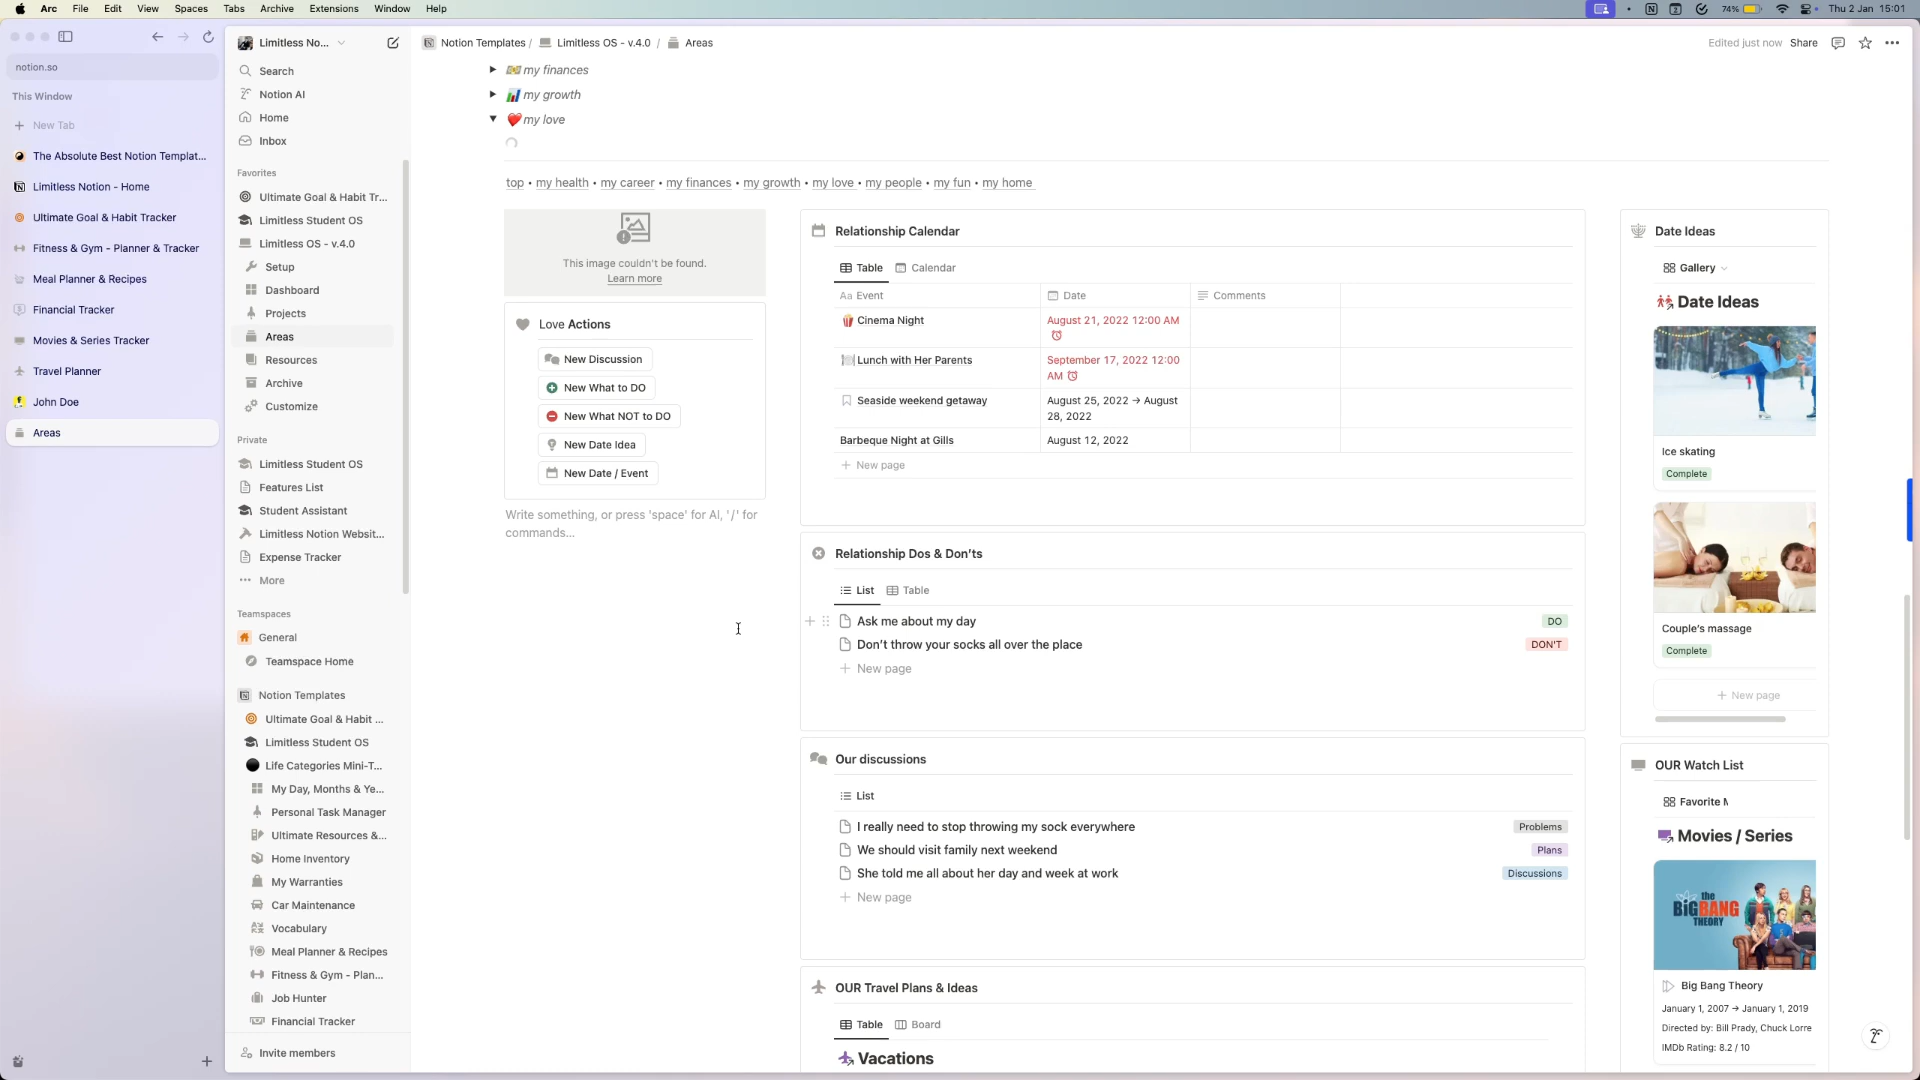 Arc File Edit View Spaces Tabs Archive Extensions Window Help
74% Thu 2 Jan 15:01
notion.so
This Window
New Tab
The Absolute Best Notion Templat...
Limitless Notion - Home
Ultimate Goal & Habit Tracker
Fitness & Gym - Planner & Tracker
Meal Planner & Recipes
Financial Tracker
Movies & Series Tracker
Travel Planner
John Doe
Areas
Limitless No...
Search
Notion AI
Home
Inbox
Favorites
Ultimate Goal & Habit Tr...
Limitless Student OS
Limitless OS - v.4.0
Setup
Dashboard
Projects
Areas
Resources
Archive
Customize
Private
Limitless Student OS
Features List
Student Assistant
Limitless Notion Websit...
Expense Tracker
More
Teamspaces
General
Teamspace Home
Notion Templates
Ultimate Goal & Habit ...
Limitless Student OS
Life Categories Mini-T...
My Day, Months & Ye...
Personal Task Manager
Ultimate Resources &...
Home Inventory
My Warranties
Car Maintenance
Vocabulary
Meal Planner & Recipes
Fitness & Gym - Plan...
Job Hunter
Financial Tracker
Invite members
Notion Templates / Limitless OS - v.4.0 / Areas
Edited just now Share
my finances
my growth
my love
top • my health • my career • my finances • my growth • my love • my people • my fun • my home
This image couldn't be found.
Learn more
Love Actions
New Discussion
New What to DO
New What NOT to DO
New Date Idea
New Date / Event
Write something, or press 'space' for AI, '/' for
commands...
Relationship Calendar
Table Calendar
Aa Event Date Comments
Cinema Night August 21, 2022 12:00 AM
Lunch with Her Parents September 17, 2022 12:00
AM
Seaside weekend getaway August 25, 2022 → August
28, 2022
Barbeque Night at Gills August 12, 2022
New page
Relationship Dos & Don'ts
List Table
Ask me about my day DO
Don't throw your socks all over the place DON'T
New page
Our discussions
List
I really need to stop throwing my sock everywhere Problems
We should visit family next weekend Plans
She told me all about her day and week at work Discussions
New page
OUR Travel Plans & Ideas
Table Board
Vacations
Date Ideas
Gallery
Date Ideas
Ice skating
Complete
Couple's massage
Complete
New page
OUR Watch List
Favorite M
Movies / Series
the
BIGBANG
THEORY
Big Bang Theory
January 1, 2007 → January 1, 2019
Directed by: Bill Prady, Chuck Lorre
IMDb Rating: 8.2 / 10